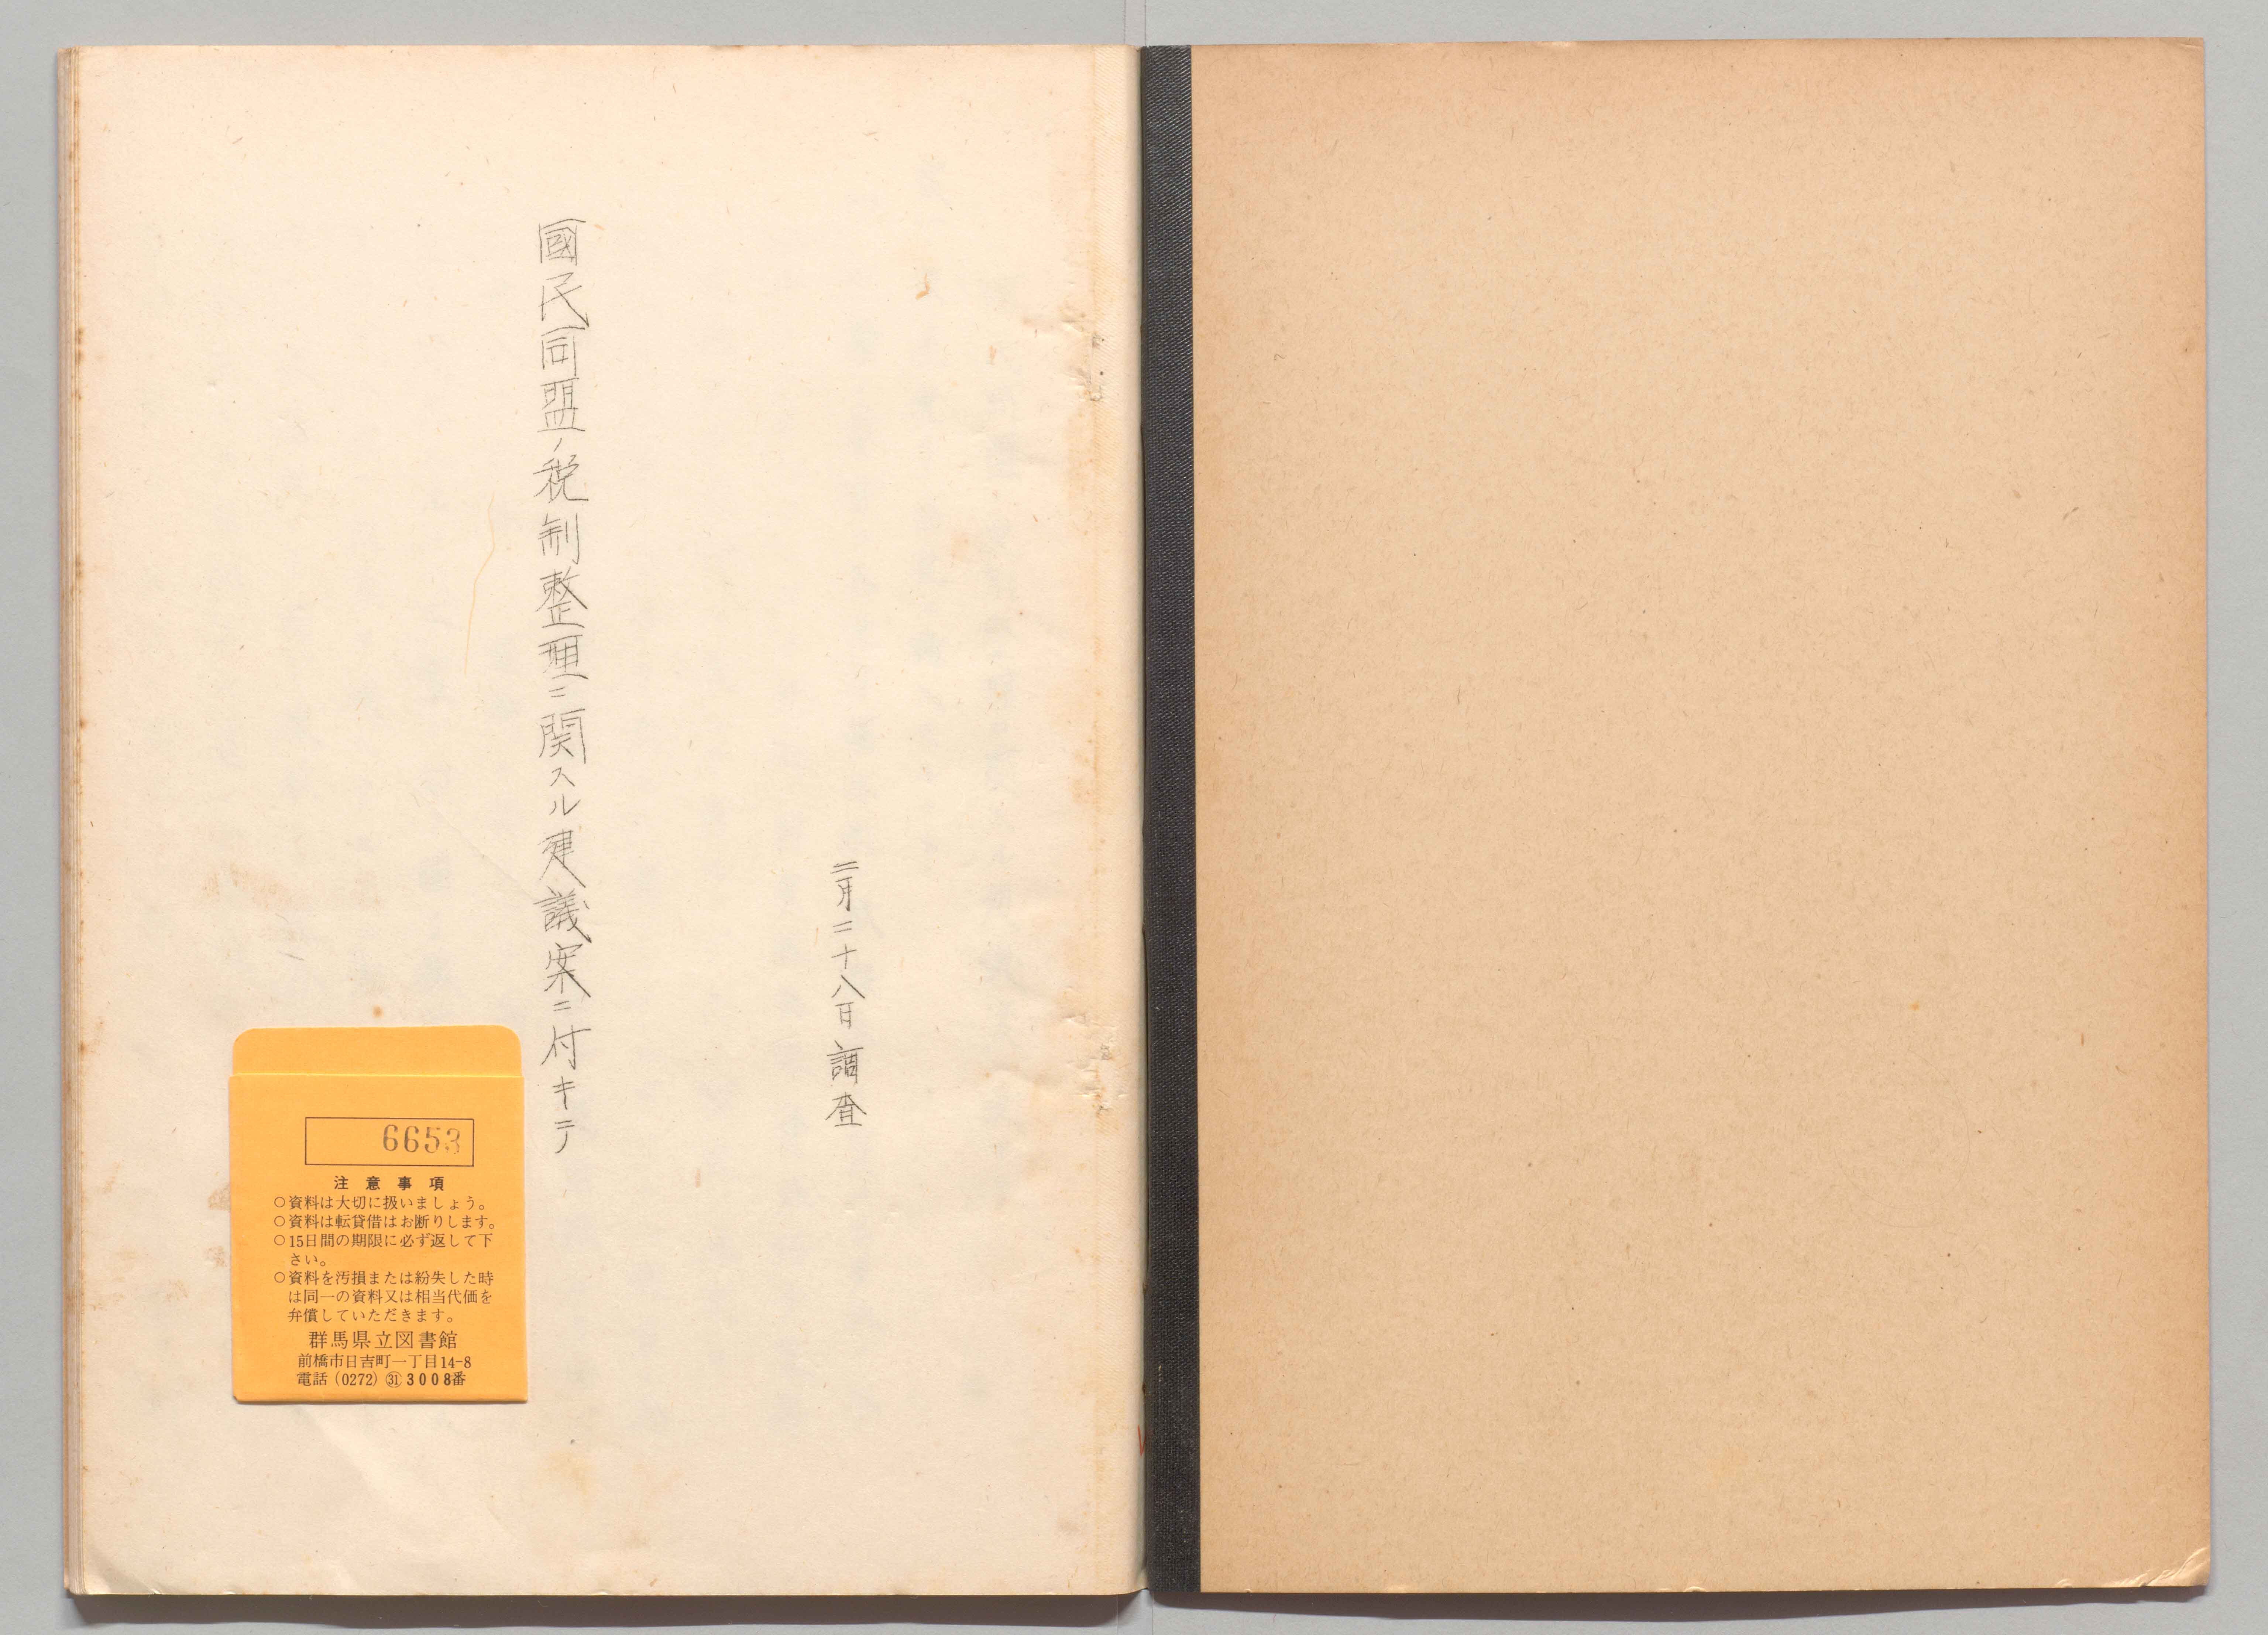 二月二十八日調査
國民同盟ノ税制整理ニ関スル建議案ニ付キテ
6653
注意事項
○資料は大切に扱いましょう。
○資料は転貸借はお断りします。
○15日間の期限に必ず返して下
さい。
○資料を汚損または紛失した時
は同一の資料又は相当代価を
弁償していただきます。
群馬県立図書館
前橋市日吉町一丁目14-8
電話(0272)㉛3008番